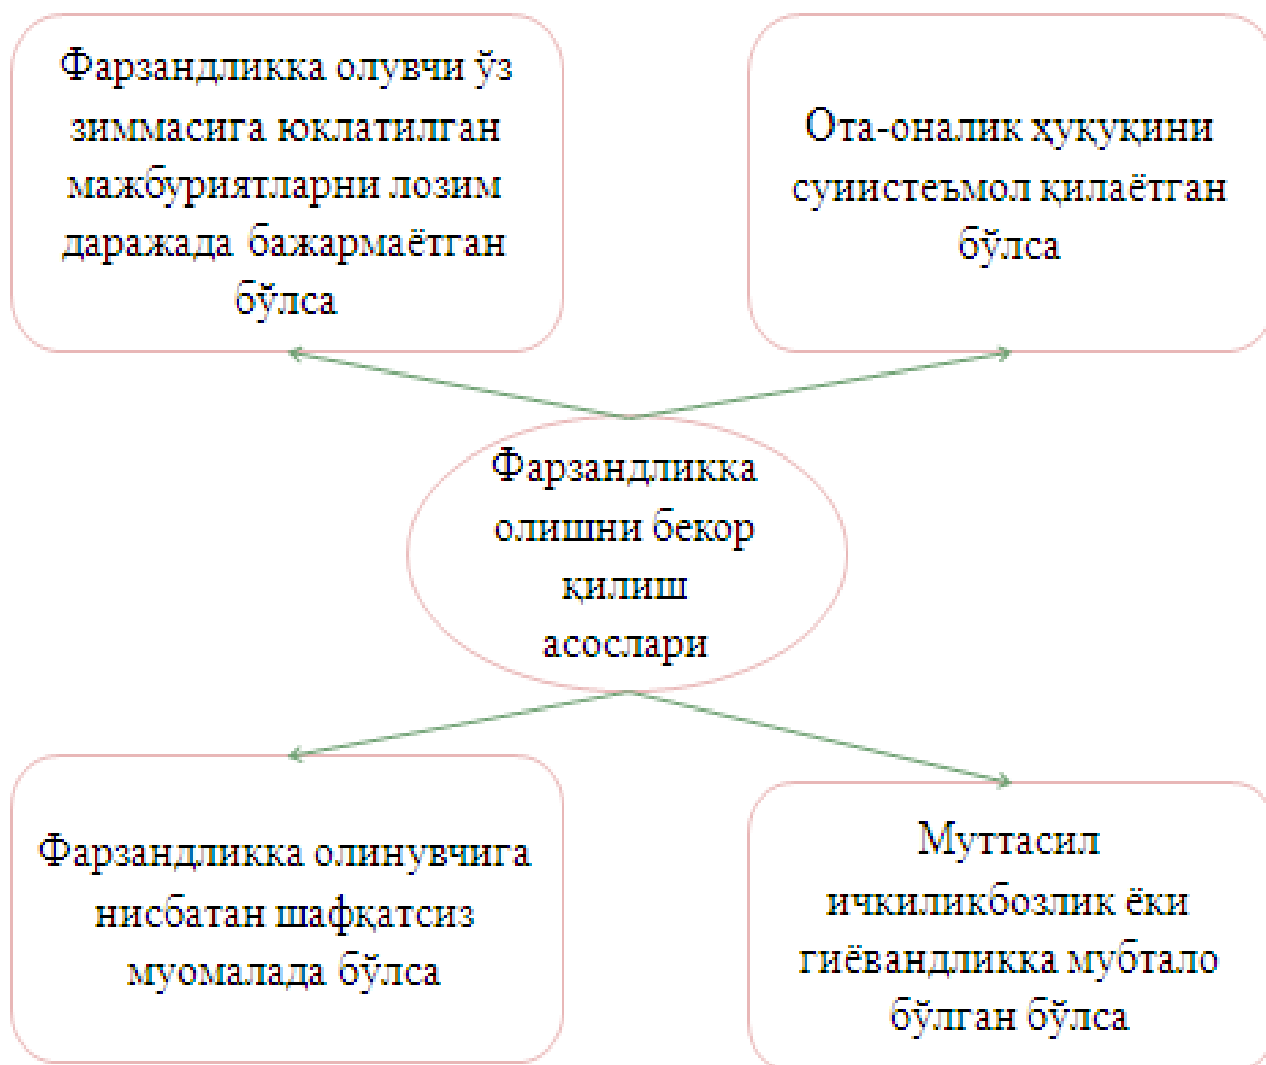 Фарзандликка олувчи ўз
зиммасига юклатилган
мажбуриятларни лозим
даражада бажармаётган
бўлса
Ота-оналик ҳуқуқини
суиистеъмол қилаётган
бўлса
Фарзандликка
олишни бекор
қилиш
асослари
Фарзандликка олинувчига
нисбатан шафқатсиз
муомалада бўлса
Муттасил
ичкиликбозлик ёки
гиёвандликка мубтало
бўлган бўлса